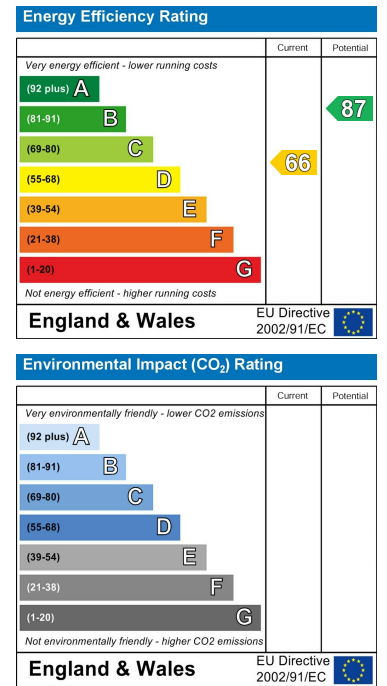 Energy Efficiency Rating
Current Potential
Very energy efficient - lower running costs
(92 plus) A
(81-91) B
(69-80) C
(55-68) D
(39-54) E
(21-38) F
(1-20) G
66
87
Not energy efficient - higher running costs
England & Wales
EU Directive
2002/91/EC
Environmental Impact (CO₂) Rating
Current Potential
Very environmentally friendly - lower CO2 emissions
(92 plus) A
(81-91) B
(69-80) C
(55-68) D
(39-54) E
(21-38) F
(1-20) G
Not environmentally friendly - higher CO2 emissions
England & Wales
EU Directive
2002/91/EC